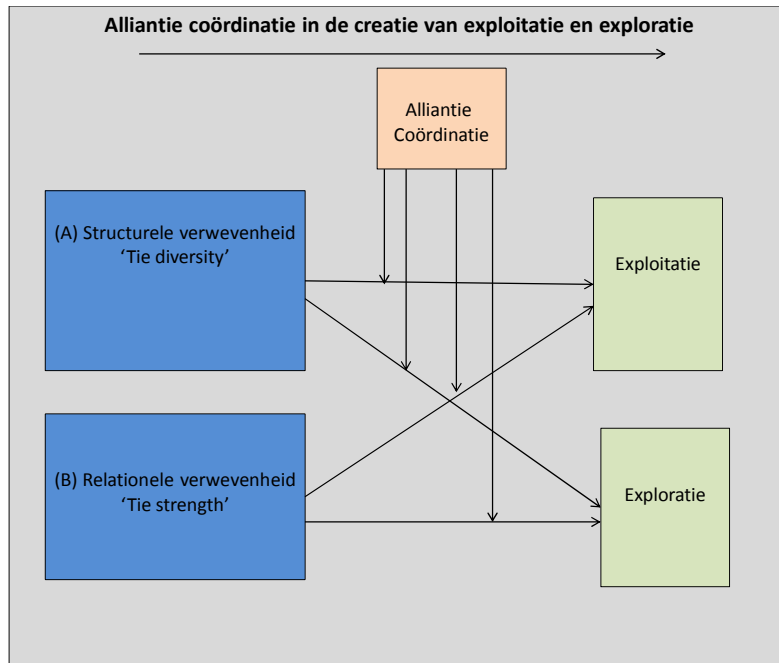 Alliantie coördinatie in de creatie van exploitatie en exploratie
Alliantie
Coördinatie
(A) Structurele verwevenheid
‘Tie diversity’
Exploitatie
(B) Relationele verwevenheid
‘Tie strength’
Exploratie